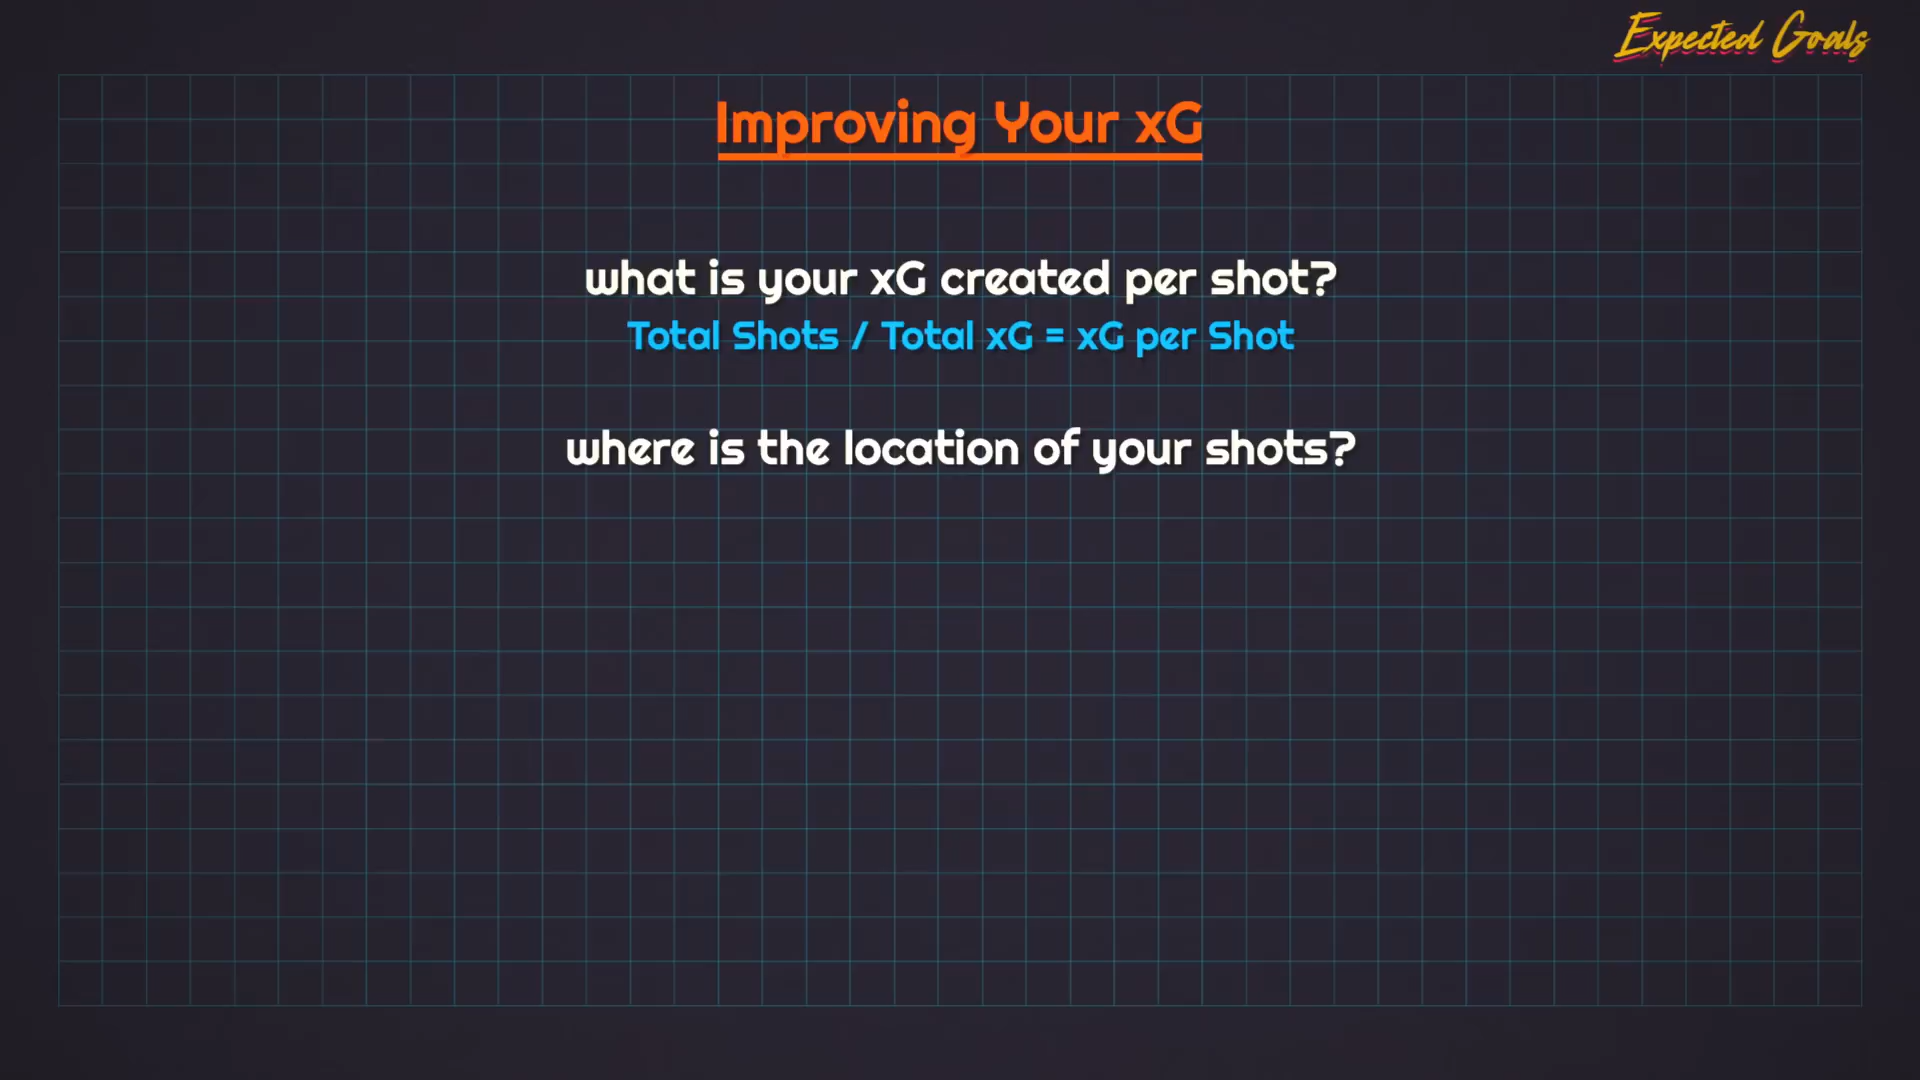 Expected Goals
Improving Your xG
what is your xG created per shot?
Total Shots / Total xG = xG per Shot
where is the location of your shots?